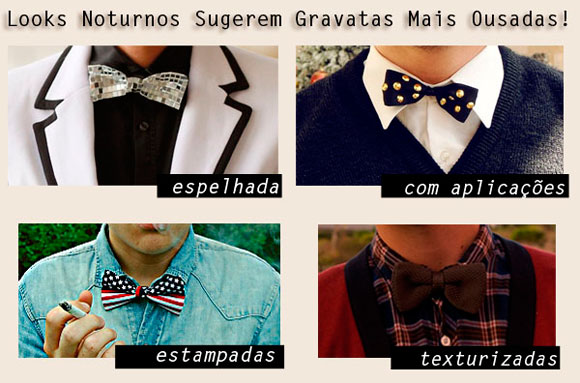 Looks Noturnos Sugerem Gravatas Mais Ousadas!
espelhada
com aplicações
estampadas
texturizadas